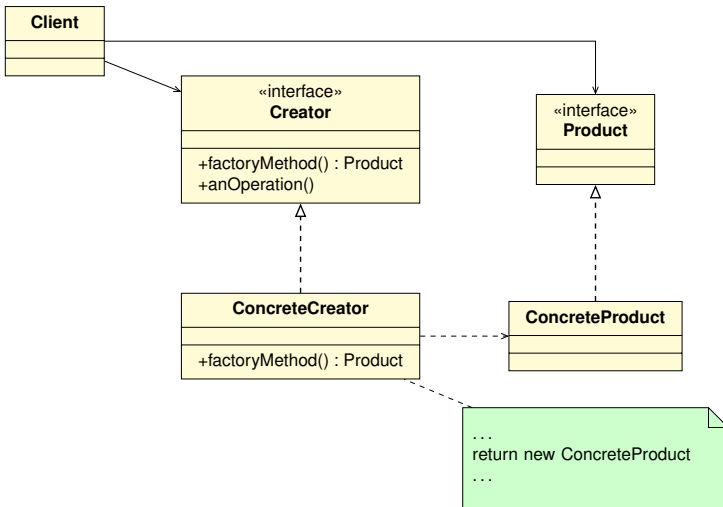 Client
«interface»
Creator
+factoryMethod() : Product
+anOperation()
«interface»
Product
ConcreteCreator
+factoryMethod() : Product
ConcreteProduct
...
return new ConcreteProduct
...